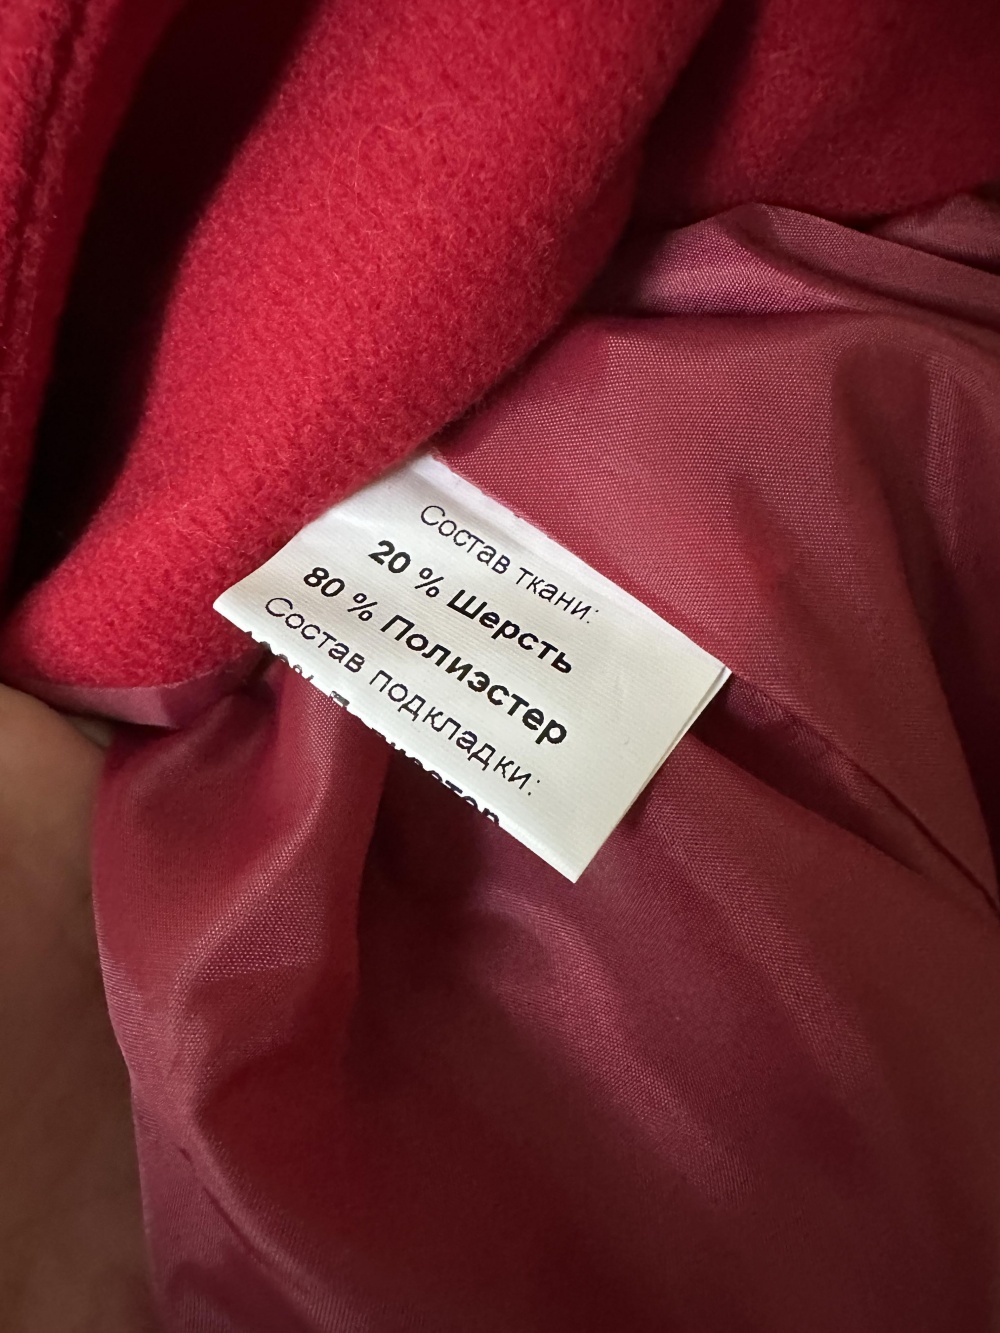 Состав ткани:
20 % Шерсть
80 % Полиэстер
Состав подкладки: